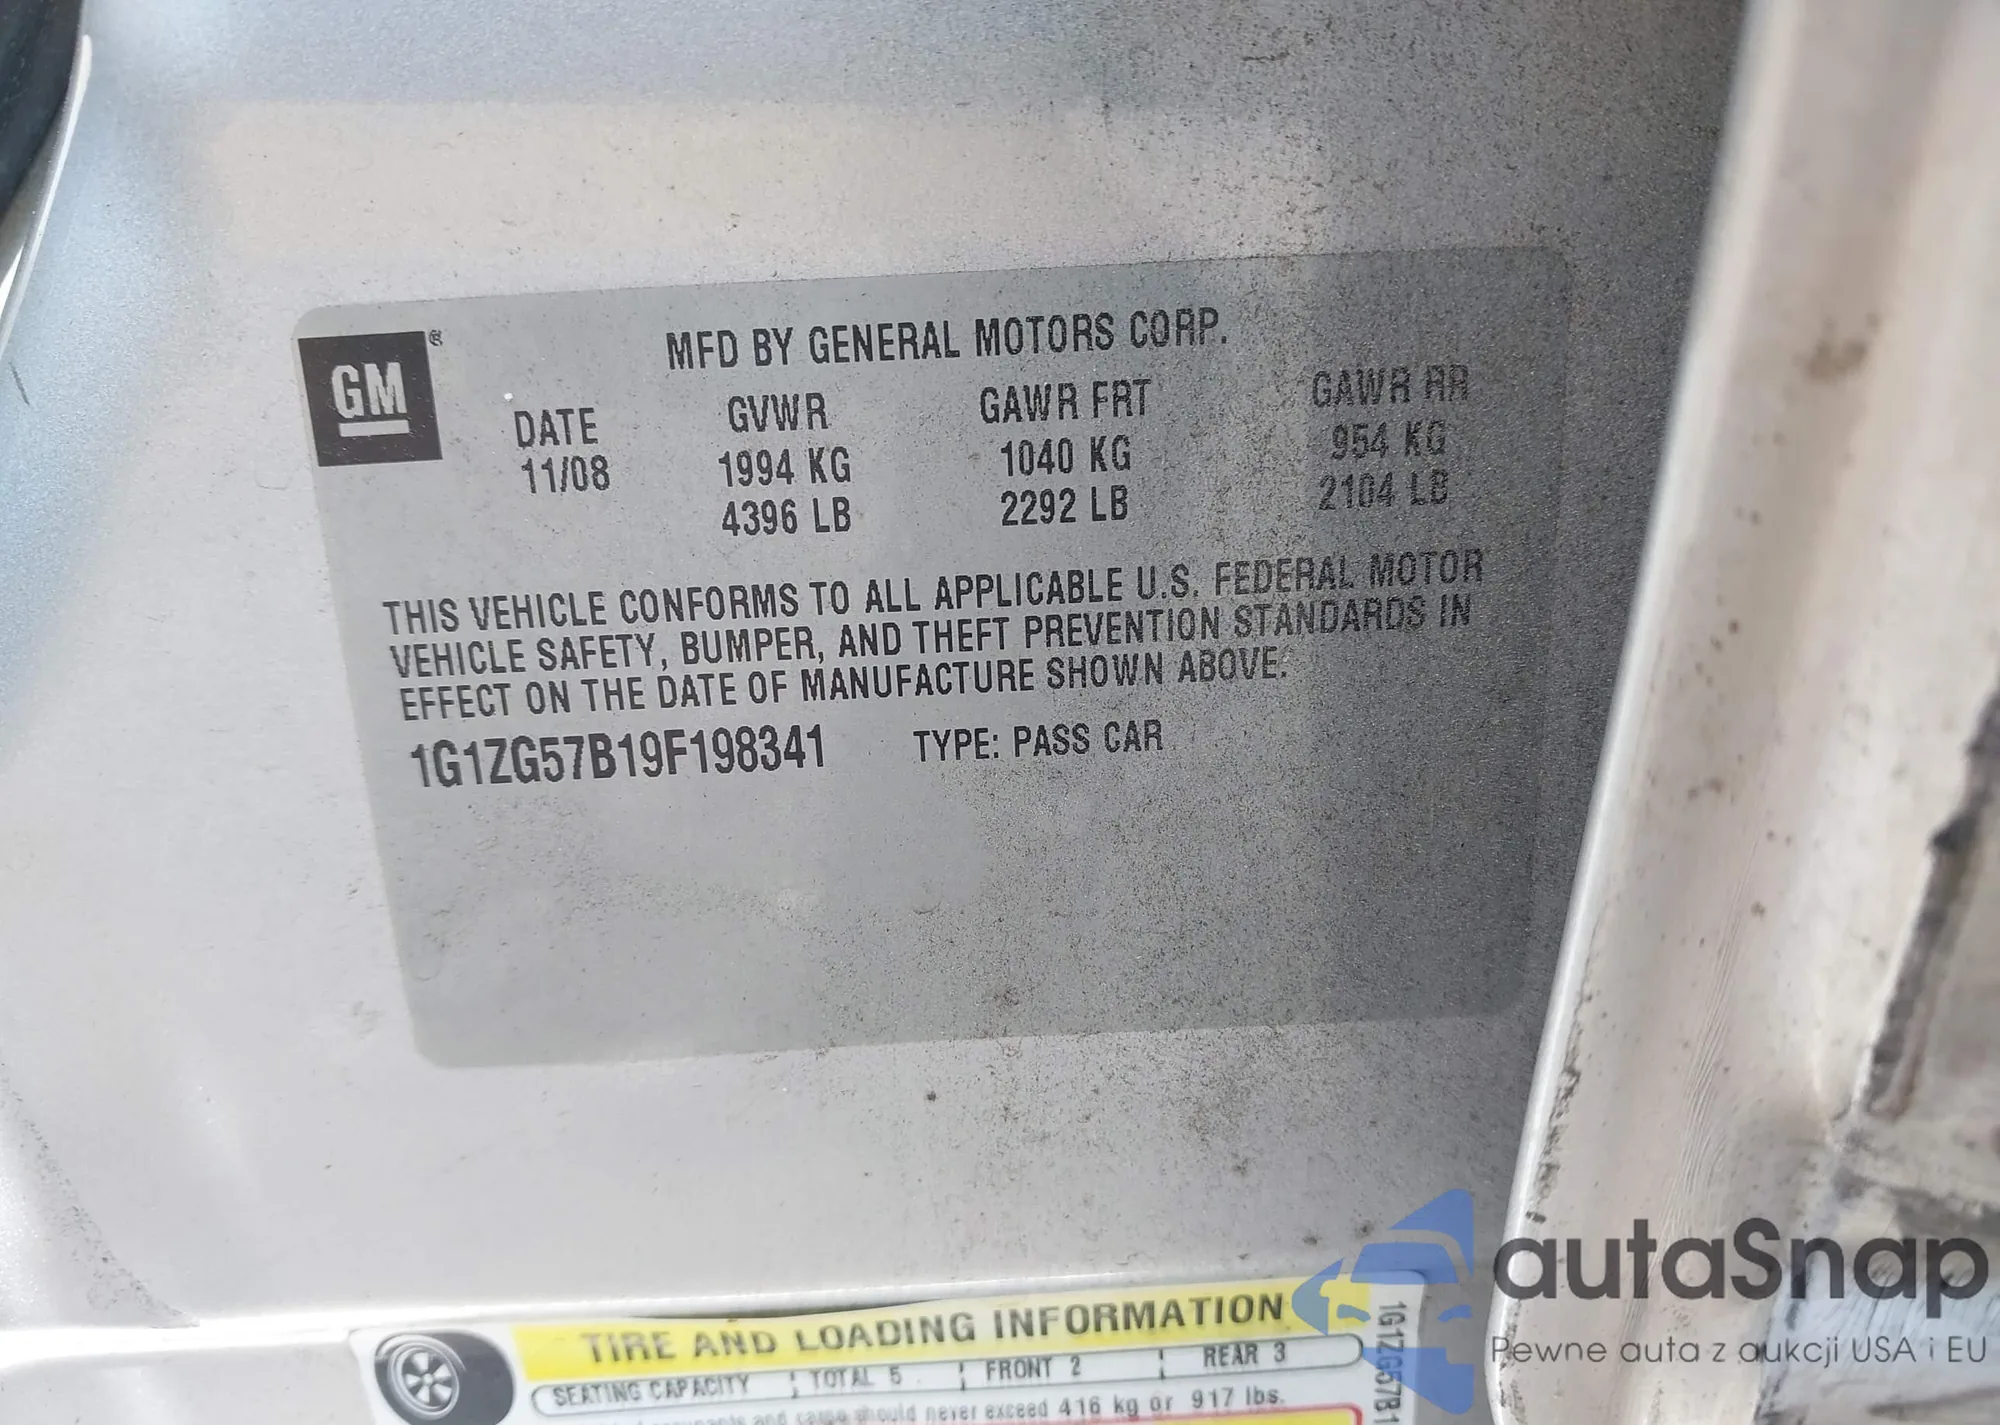 GM ®
MFD BY GENERAL MOTORS CORP.
DATE GVWR GAWR FRT GAWR RR
11/08 1994 KG 1040 KG 954 KG
4396 LB 2292 LB 2104 LB
THIS VEHICLE CONFORMS TO ALL APPLICABLE U.S. FEDERAL MOTOR
VEHICLE SAFETY, BUMPER, AND THEFT PREVENTION STANDARDS IN
EFFECT ON THE DATE OF MANUFACTURE SHOWN ABOVE.
1G1ZG57B19F198341 TYPE: PASS CAR
TIRE AND LOADING INFORMATION
SEATING CAPACITY TOTAL 5 FRONT 2 REAR 3
and cargo should never exceed 416 kg or 917 lbs.
1G1ZG57B1
autaSnap
Pewne auta z aukcji USA i EU